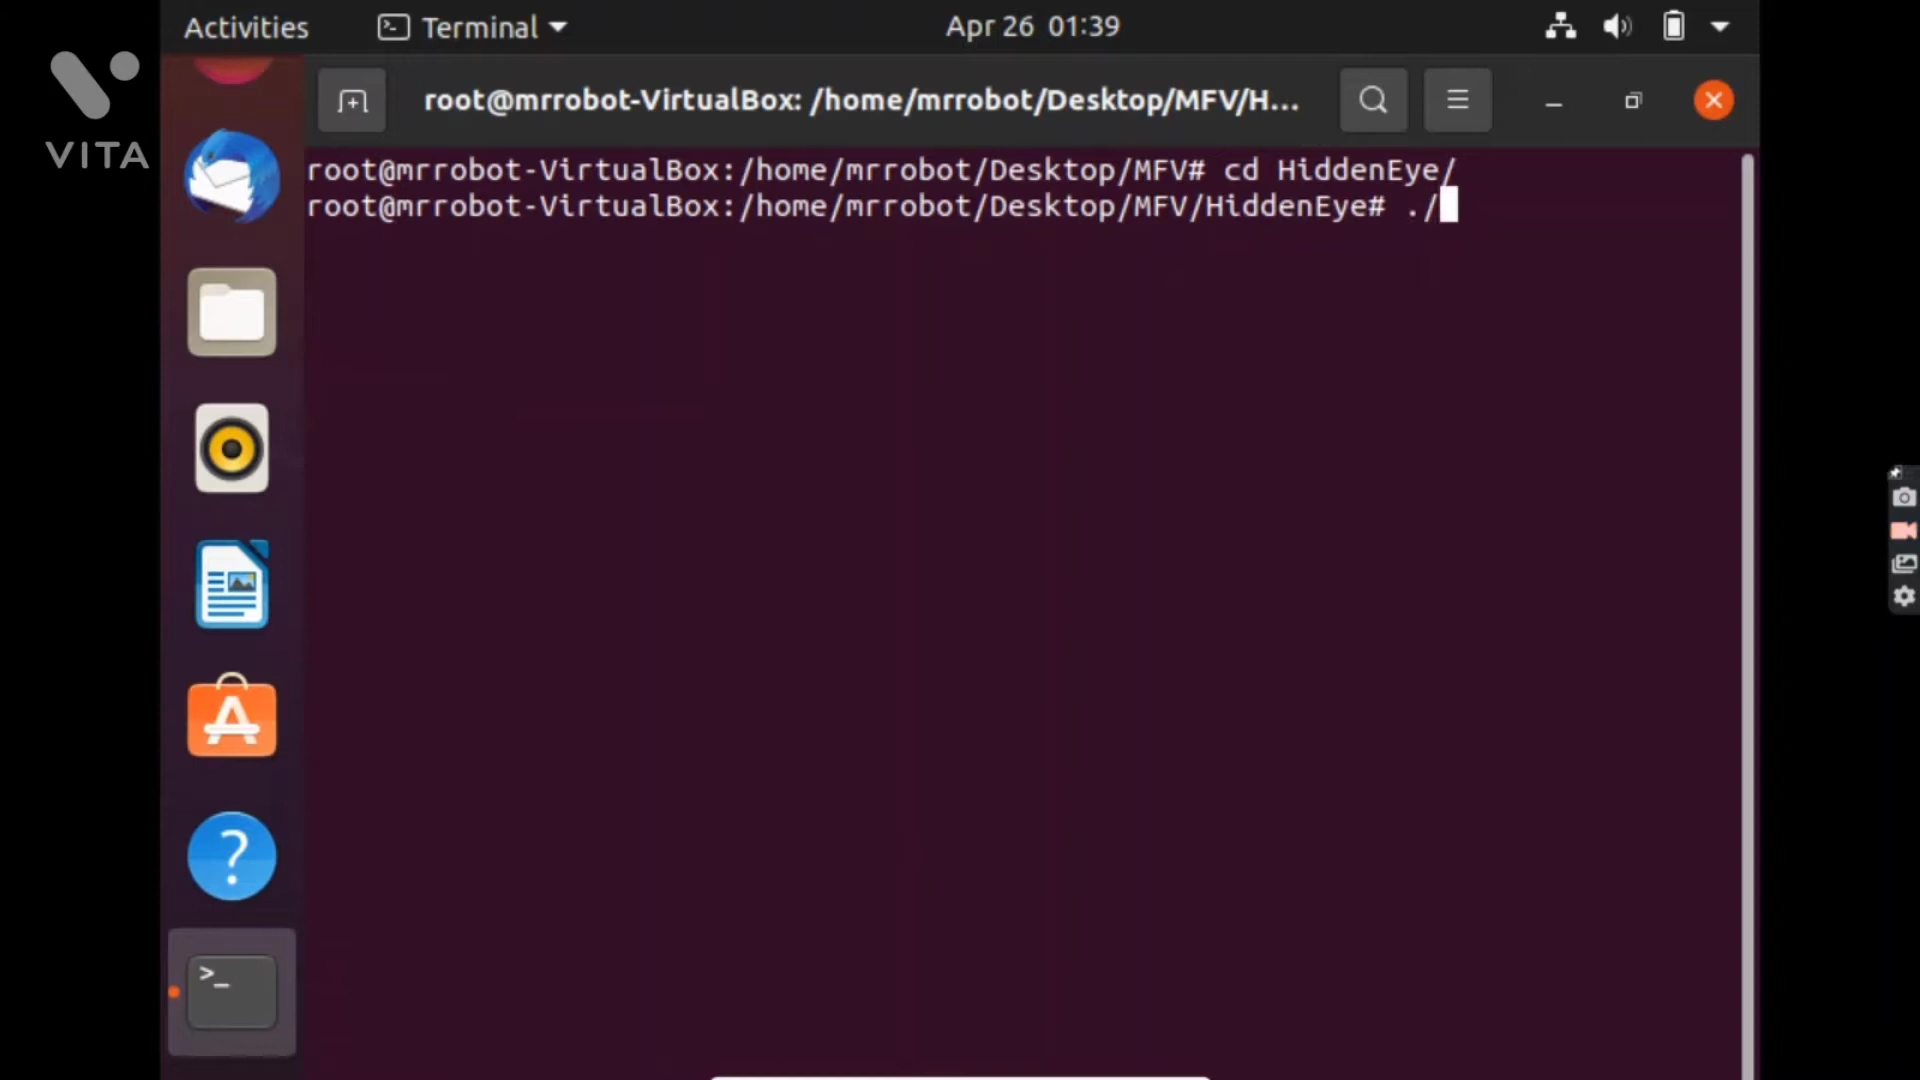 Activities
Terminal
Apr 26 01:39
VITA
root@mrrobot-VirtualBox: /home/mrrobot/Desktop/MFV/H...
root@mrrobot-VirtualBox:/home/mrrobot/Desktop/MFV# cd HiddenEye/
root@mrrobot-VirtualBox:/home/mrrobot/Desktop/MFV/HiddenEye# ./